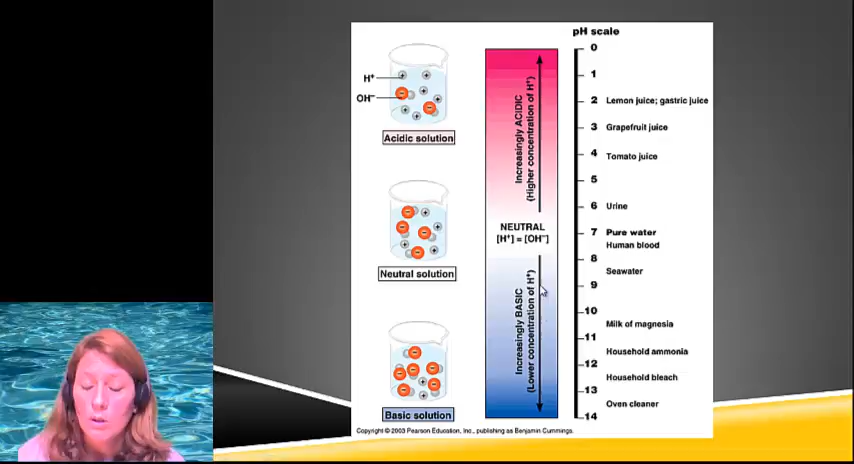 pH scale
H+
OH−
Acidic solution
Neutral solution
Basic solution
Increasingly ACIDIC
(Higher concentration of H+)
NEUTRAL
[H+] = [OH−]
Increasingly BASIC
(Lower concentration of H+)
0
1
2 Lemon juice; gastric juice
3 Grapefruit juice
4 Tomato juice
5
6 Urine
7 Pure water
Human blood
8
Seawater
9
10
Milk of magnesia
11
Household ammonia
12
Household bleach
13
Oven cleaner
14
Copyright © 2003 Pearson Education, Inc., publishing as Benjamin Cummings.